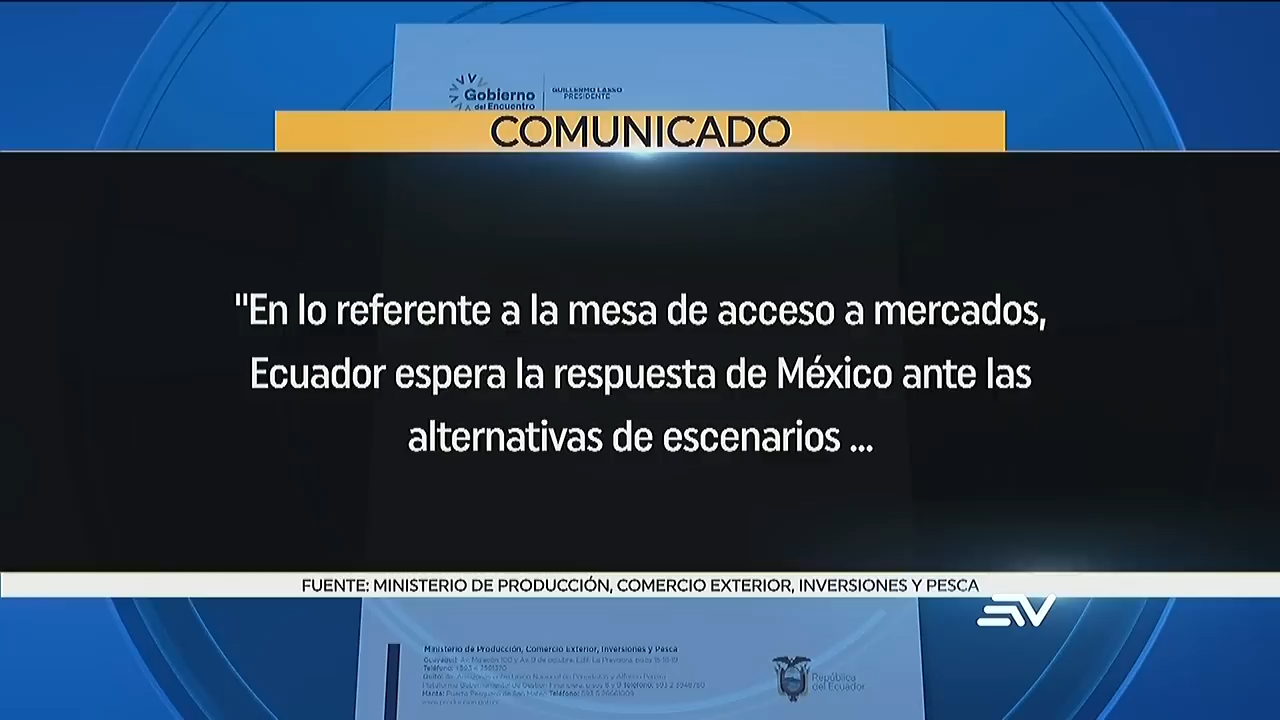 Gobierno
del Encuentro
GUILLERMO LASSO
PRESIDENTE
COMUNICADO
"En lo referente a la mesa de acceso a mercados,
Ecuador espera la respuesta de México ante las
alternativas de escenarios ...
FUENTE: MINISTERIO DE PRODUCCIÓN, COMERCIO EXTERIOR, INVERSIONES Y PESCA
Ministerio de Producción, Comercio Exterior, Inversiones y Pesca
Teléfono:
República
del Ecuador